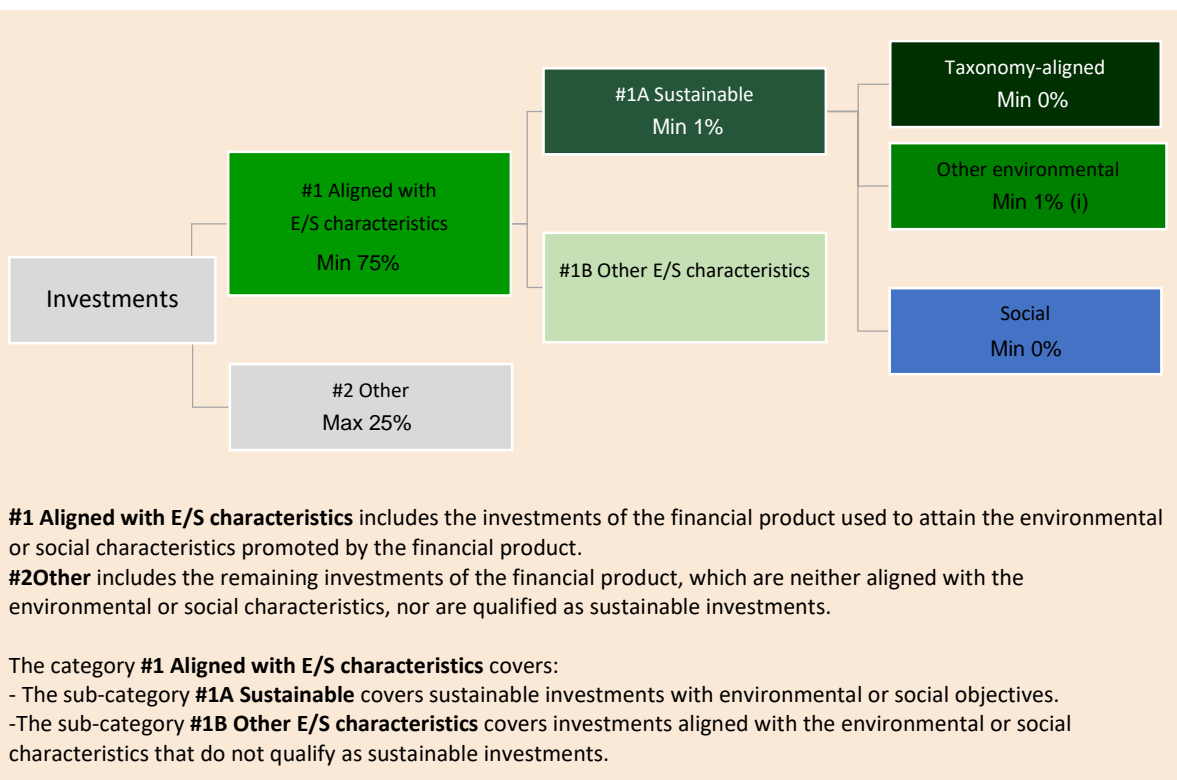 Investments
#1 Aligned with
E/S characteristics
Min 75%
#2 Other
Max 25%
#1A Sustainable
Min 1%
#1B Other E/S characteristics
Taxonomy-aligned
Min 0%
Other environmental
Min 1% (i)
Social
Min 0%
#1 Aligned with E/S characteristics includes the investments of the financial product used to attain the environmental
or social characteristics promoted by the financial product.
#2Other includes the remaining investments of the financial product, which are neither aligned with the
environmental or social characteristics, nor are qualified as sustainable investments.
The category #1 Aligned with E/S characteristics covers:
- The sub-category #1A Sustainable covers sustainable investments with environmental or social objectives.
-The sub-category #1B Other E/S characteristics covers investments aligned with the environmental or social
characteristics that do not qualify as sustainable investments.